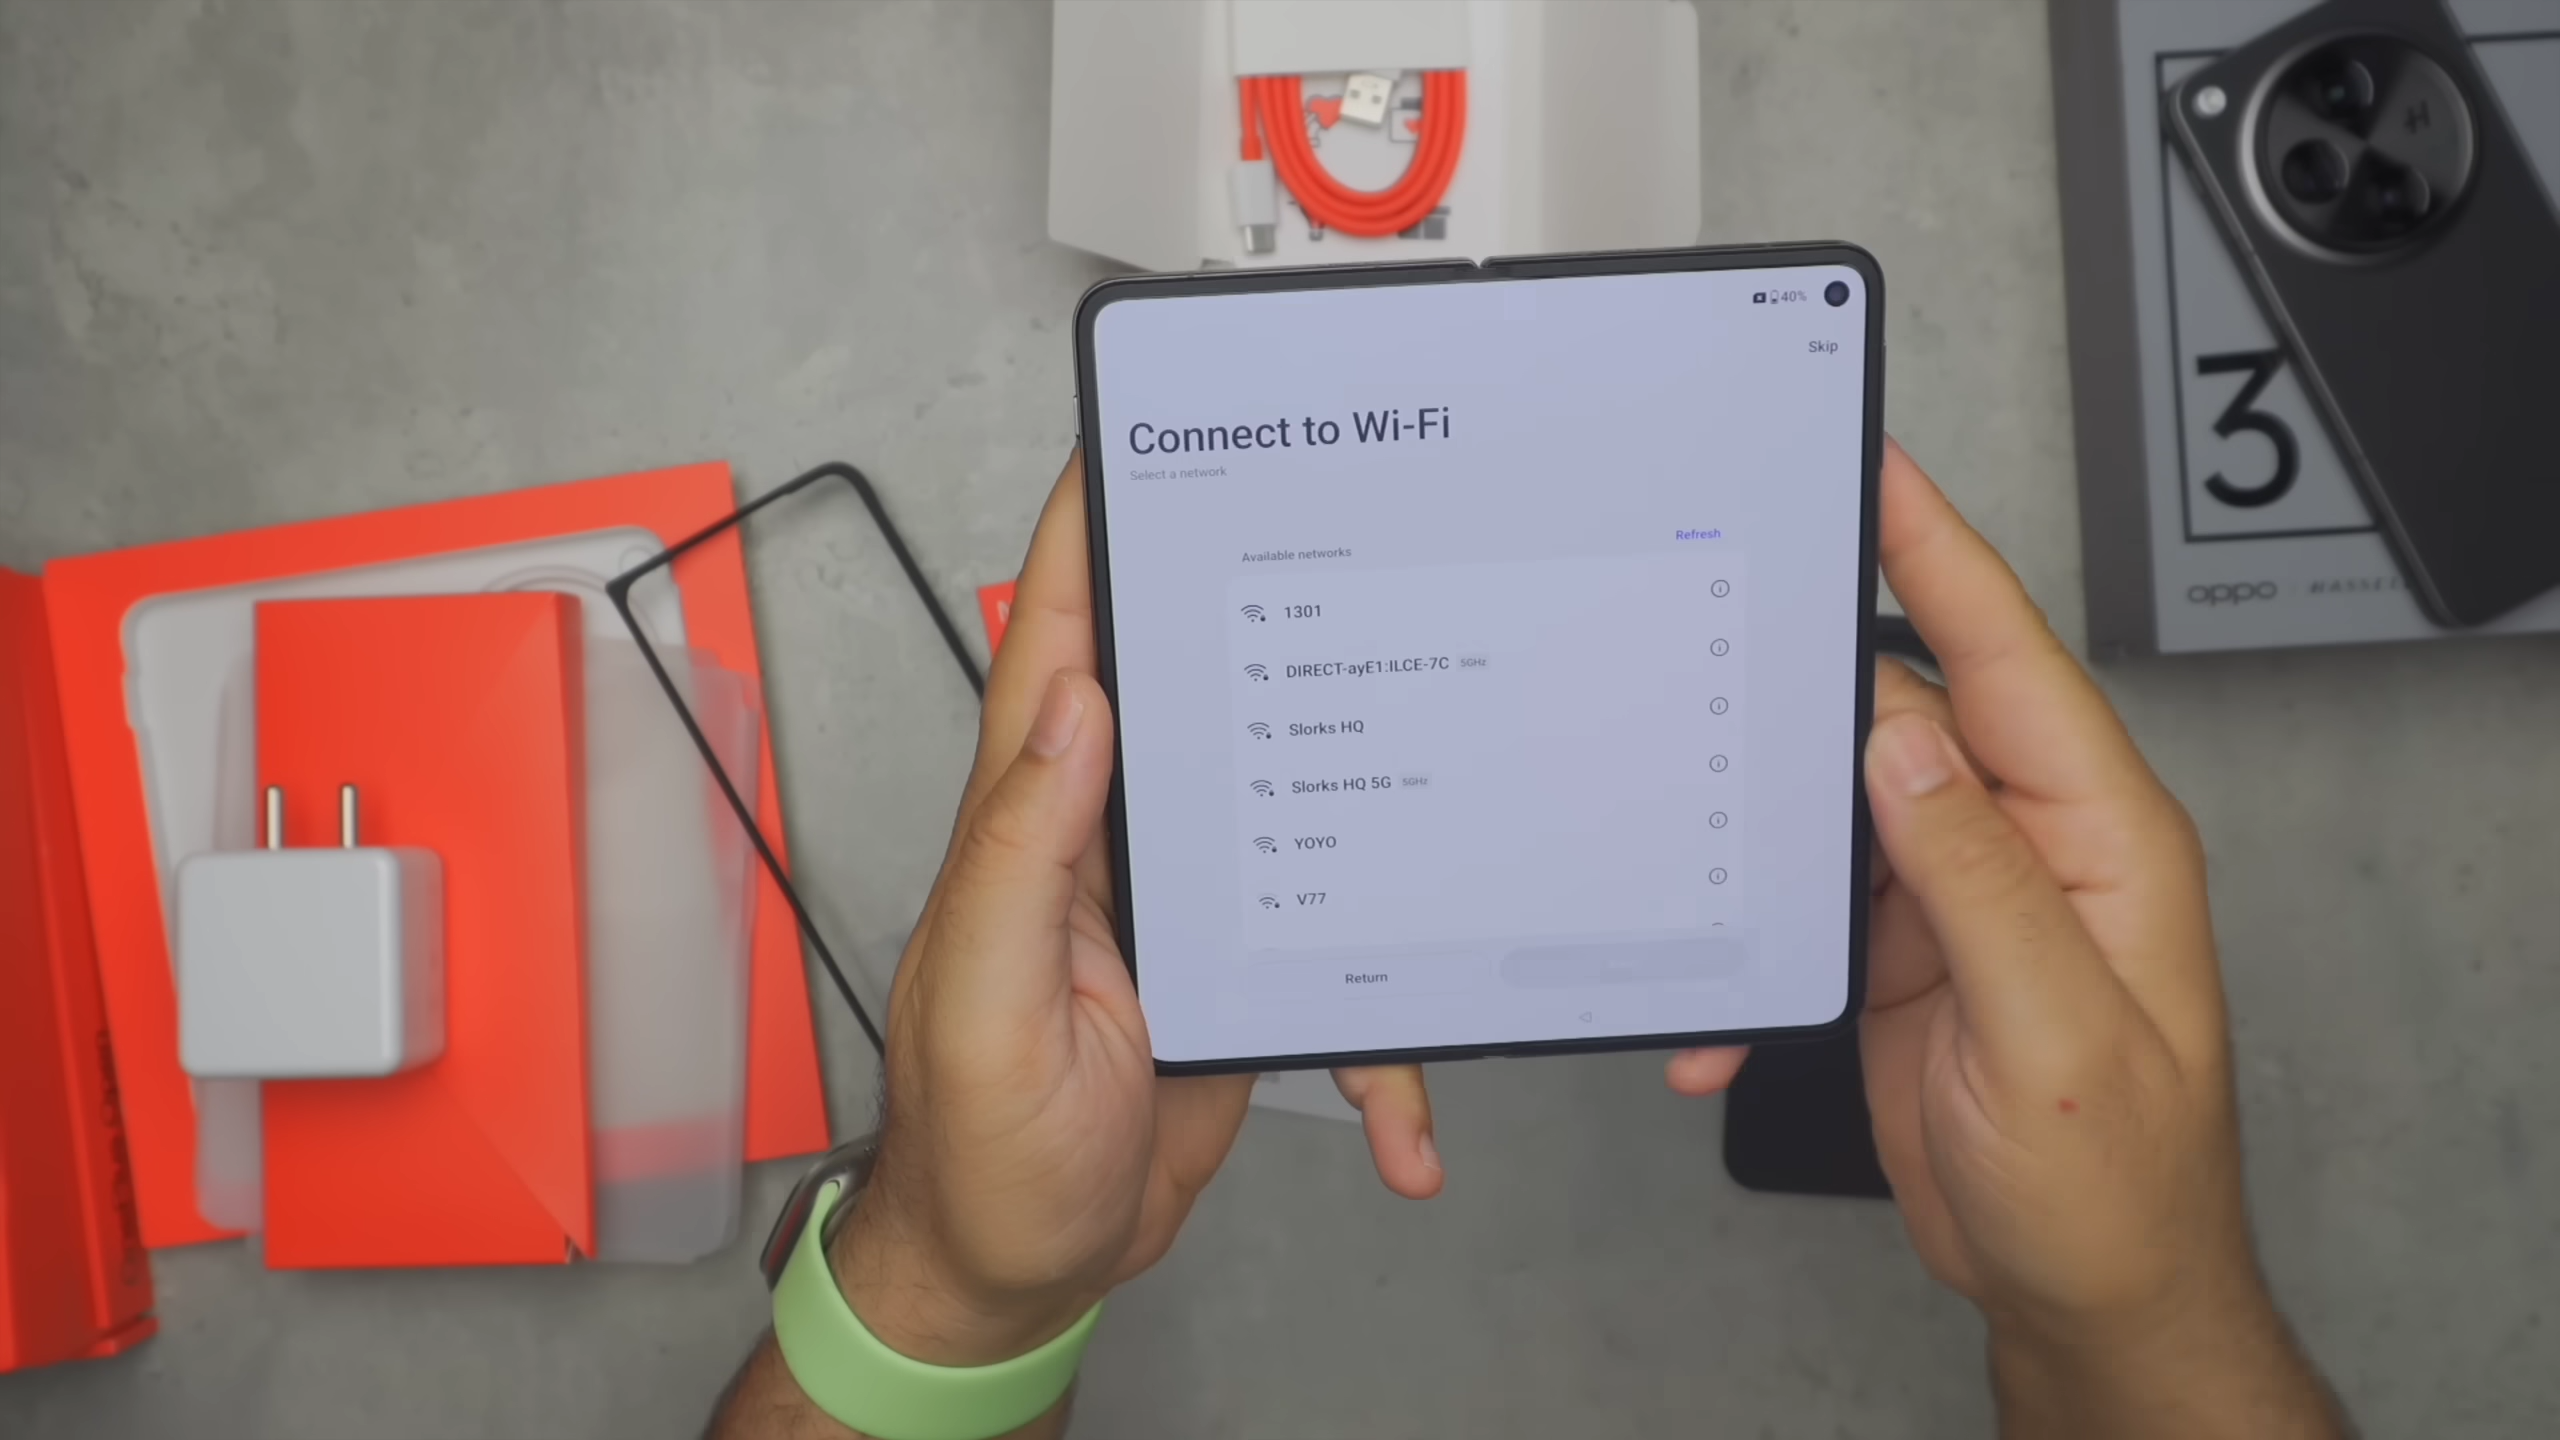 40%
Skip
Connect to Wi-Fi
Select a network
Available networks
Refresh
1301
DIRECT-ayE1:ILCE-7C 5GHz
Slorks HQ
Slorks HQ 5G 5GHz
YOYO
V77
Return
3
oppo
H